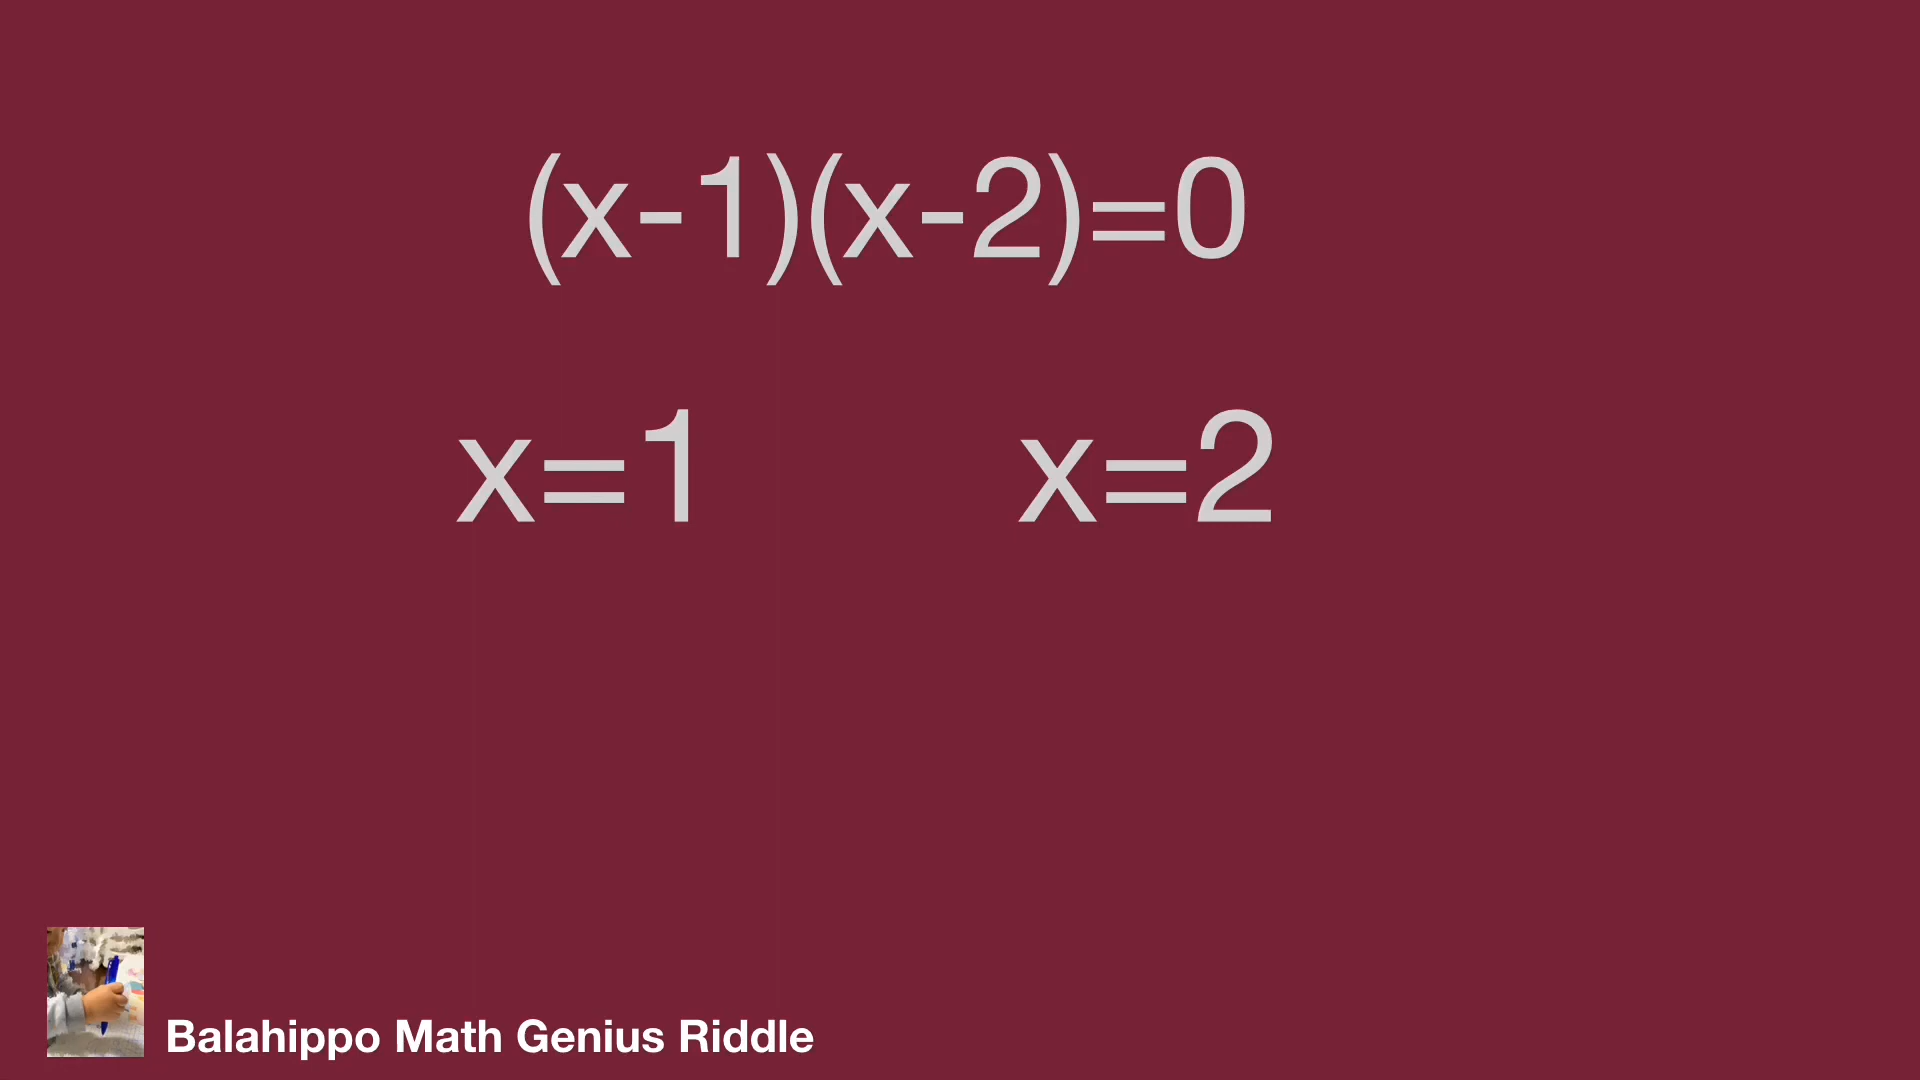 (x-1)(x-2)=0
x=1 x=2
Balahippo Math Genius Riddle